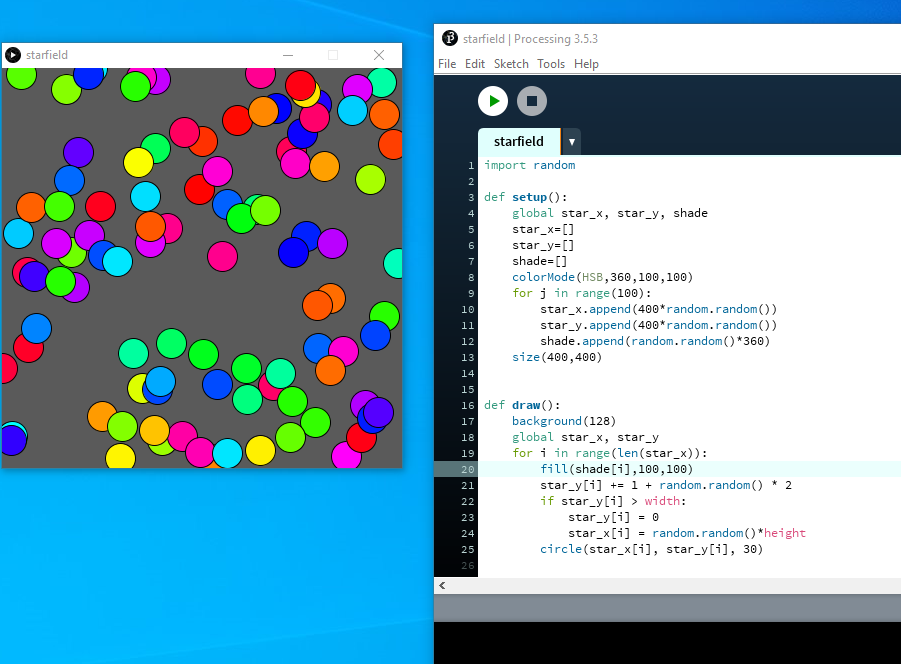 starfield
starfield | Processing 3.5.3
File Edit Sketch Tools Help
starfield ▼
1 import random
2
3 def setup():
4     global star_x, star_y, shade
5     star_x=[]
6     star_y=[]
7     shade=[]
8     colorMode(HSB,360,100,100)
9     for j in range(100):
10         star_x.append(400*random.random())
11         star_y.append(400*random.random())
12         shade.append(random.random()*360)
13     size(400,400)
14
15
16 def draw():
17     background(128)
18     global star_x, star_y
19     for i in range(len(star_x)):
20         fill(shade[i],100,100)
21         star_y[i] += 1 + random.random() * 2
22         if star_y[i] > width:
23             star_y[i] = 0
24             star_x[i] = random.random()*height
25         circle(star_x[i], star_y[i], 30)
26